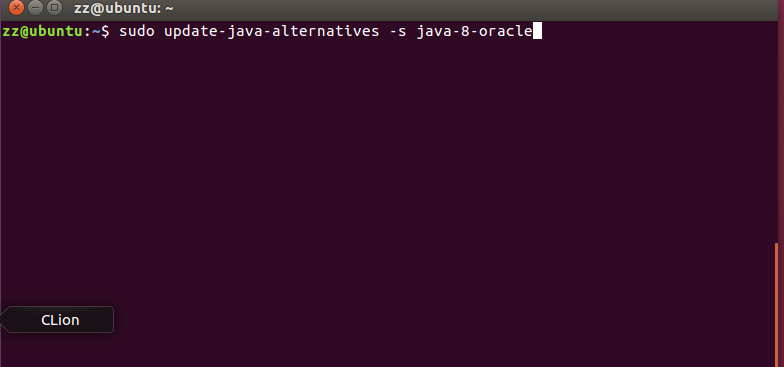 zz@ubuntu: ~
zz@ubuntu:~$ sudo update-java-alternatives -s java-8-oracle
CLion